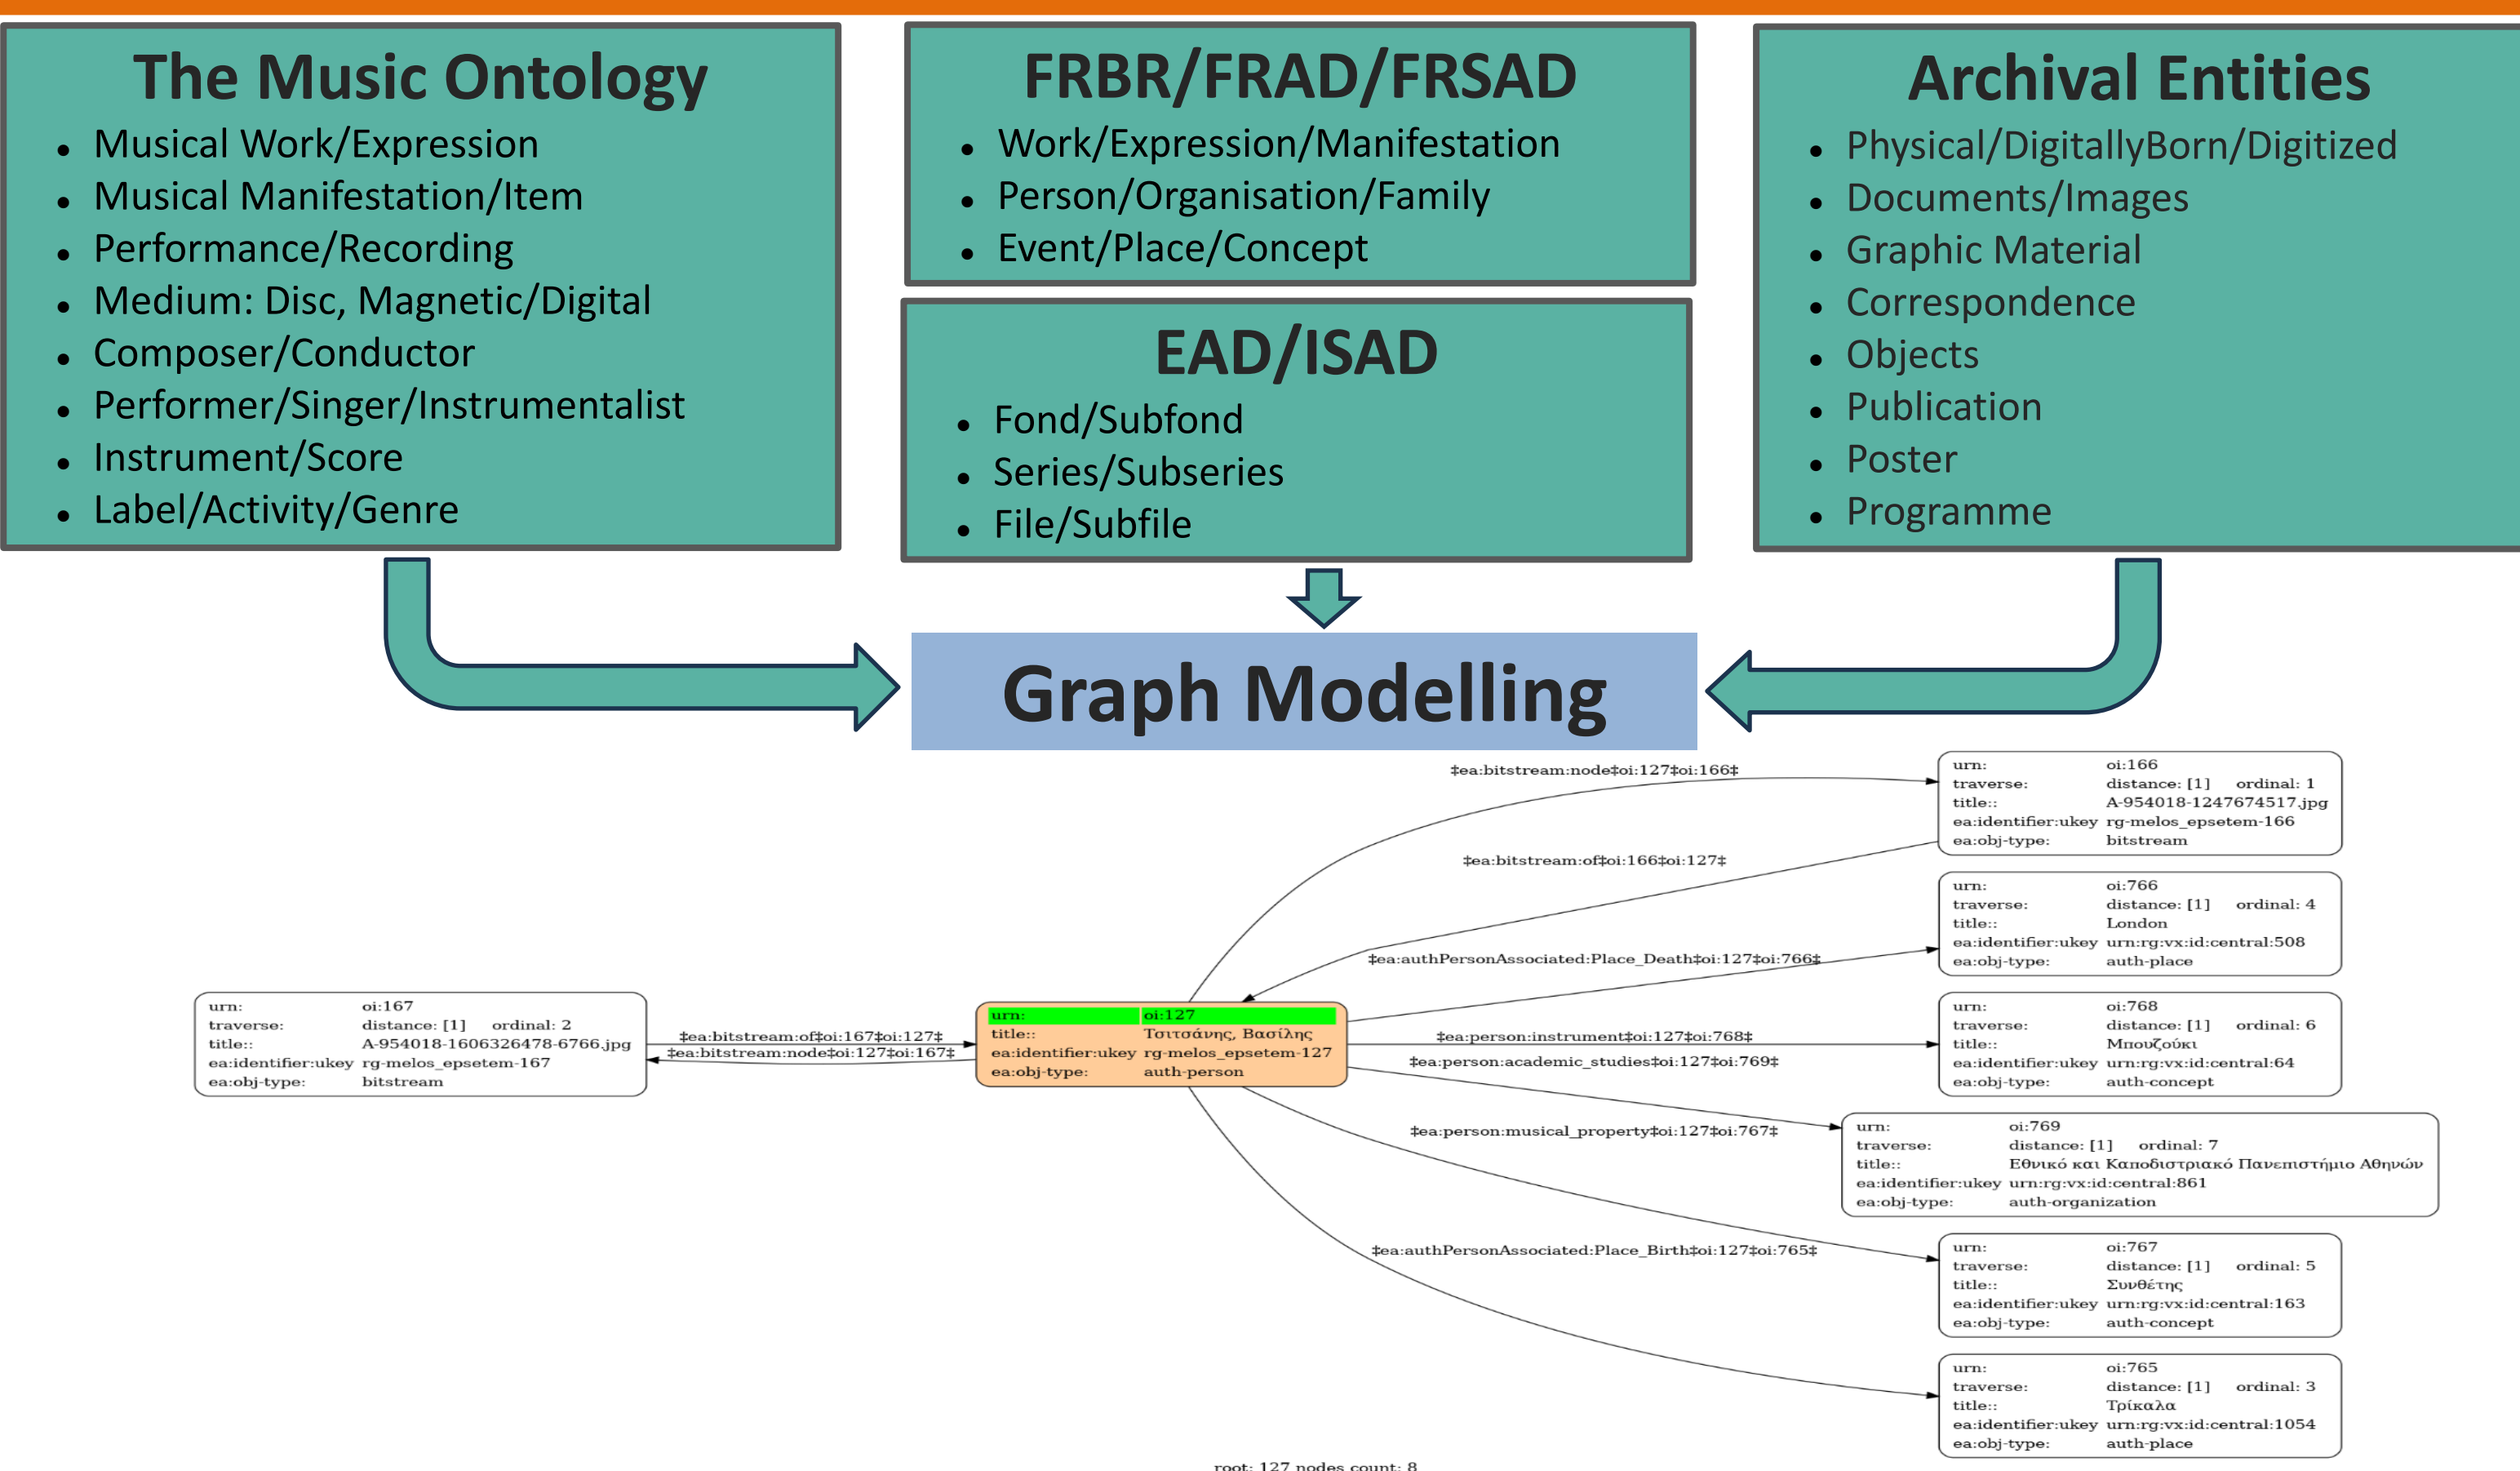 The Music Ontology
• Musical Work/Expression
• Musical Manifestation/Item
• Performance/Recording
• Medium: Disc, Magnetic/Digital
• Composer/Conductor
• Performer/Singer/Instrumentalist
• Instrument/Score
• Label/Activity/Genre
FRBR/FRAD/FRSAD
• Work/Expression/Manifestation
• Person/Organisation/Family
• Event/Place/Concept
EAD/ISAD
• Fond/Subfond
• Series/Subseries
• File/Subfile
Archival Entities
• Physical/DigitallyBorn/Digitized
• Documents/Images
• Graphic Material
• Correspondence
• Objects
• Publication
• Poster
• Programme
Graph Modelling
‡ea:bitstream:node‡oi:127‡oi:166‡
urn: oi:166
traverse: distance: [1] ordinal: 1
title:: A-954018-1247674517.jpg
ea:identifier:ukey rg-melos_epsetem-166
ea:obj-type: bitstream
‡ea:bitstream:of‡oi:166‡oi:127‡
urn: oi:766
traverse: distance: [1] ordinal: 4
title:: London
ea:identifier:ukey urn:rg:vx:id:central:508
ea:obj-type: auth-place
‡ea:authPersonAssociated:Place_Death‡oi:127‡oi:766‡
urn: oi:167
traverse: distance: [1] ordinal: 2
title:: A-954018-1606326478-6766.jpg
ea:identifier:ukey rg-melos_epsetem-167
ea:obj-type: bitstream
‡ea:bitstream:of‡oi:167‡oi:127‡
‡ea:bitstream:node‡oi:127‡oi:167‡
urn: oi:127
title:: Τσιτσάνης, Βασίλης
ea:identifier:ukey rg-melos_epsetem-127
ea:obj-type: auth-person
‡ea:person:instrument‡oi:127‡oi:768‡
‡ea:person:academic_studies‡oi:127‡oi:769‡
urn: oi:768
traverse: distance: [1] ordinal: 6
title:: Μπουζούκι
ea:identifier:ukey urn:rg:vx:id:central:64
ea:obj-type: auth-concept
‡ea:person:musical_property‡oi:127‡oi:767‡
urn: oi:769
traverse: distance: [1] ordinal: 7
title:: Εθνικό και Καποδιστριακό Πανεπιστήμιο Αθηνών
ea:identifier:ukey urn:rg:vx:id:central:861
ea:obj-type: auth-organization
‡ea:authPersonAssociated:Place_Birth‡oi:127‡oi:765‡
urn: oi:767
traverse: distance: [1] ordinal: 5
title:: Συνθέτης
ea:identifier:ukey urn:rg:vx:id:central:163
ea:obj-type: auth-concept
urn: oi:765
traverse: distance: [1] ordinal: 3
title:: Τρίκαλα
ea:identifier:ukey urn:rg:vx:id:central:1054
ea:obj-type: auth-place
root: 127 nodes count: 8